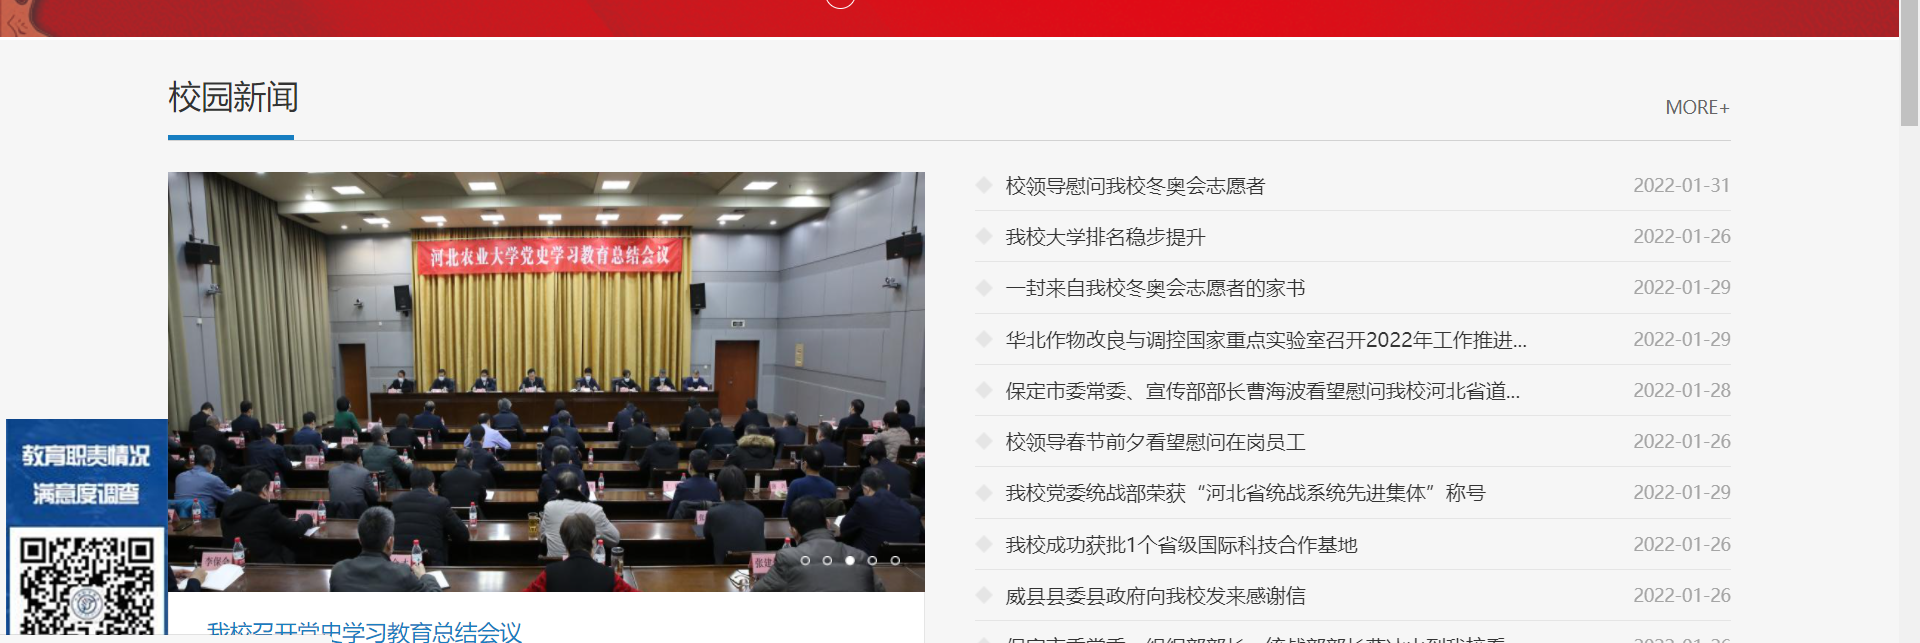 校园新闻
MORE+
河北农业大学党史学习教育总结会议
我校召开党史学习教育总结会议
校领导慰问我校冬奥会志愿者 2022-01-31
我校大学排名稳步提升 2022-01-26
一封来自我校冬奥会志愿者的家书 2022-01-29
华北作物改良与调控国家重点实验室召开2022年工作推进... 2022-01-29
保定市委常委、宣传部部长曹海波看望慰问我校河北省道... 2022-01-28
校领导春节前夕看望慰问在岗员工 2022-01-26
我校党委统战部荣获“河北省统战系统先进集体”称号 2022-01-29
我校成功获批1个省级国际科技合作基地 2022-01-26
威县县委县政府向我校发来感谢信 2022-01-26
教育职责情况
满意度调查